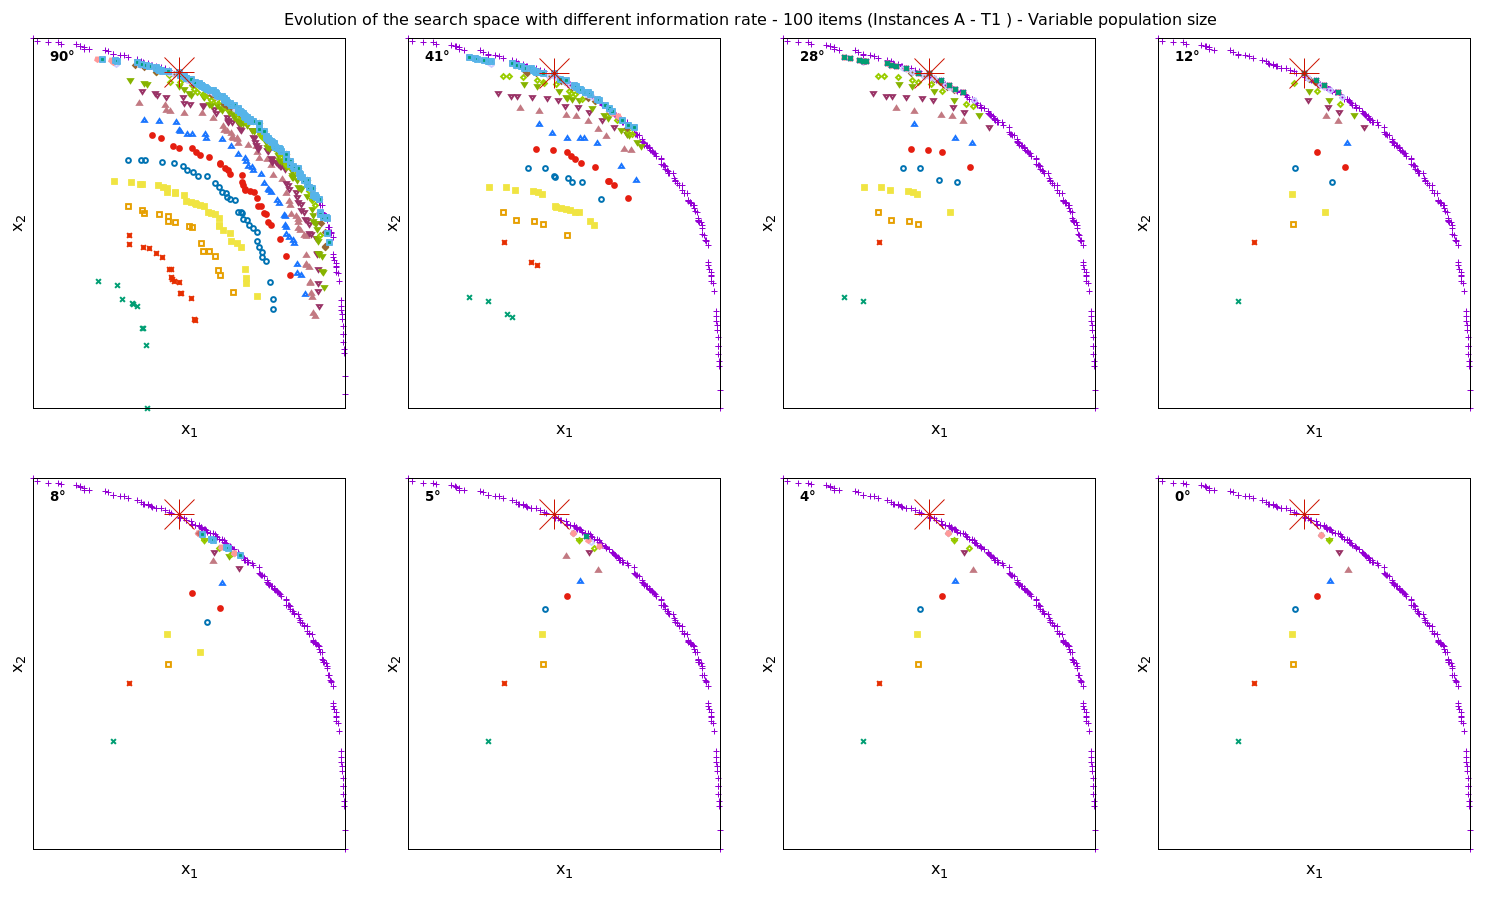 Evolution of the search space with different information rate - 100 items (Instances A - T1 ) - Variable population size
90°
41°
28°
12°
x₂
x₂
x₂
x₂
x₁
x₁
x₁
x₁
8°
5°
4°
0°
x₂
x₂
x₂
x₂
x₁
x₁
x₁
x₁